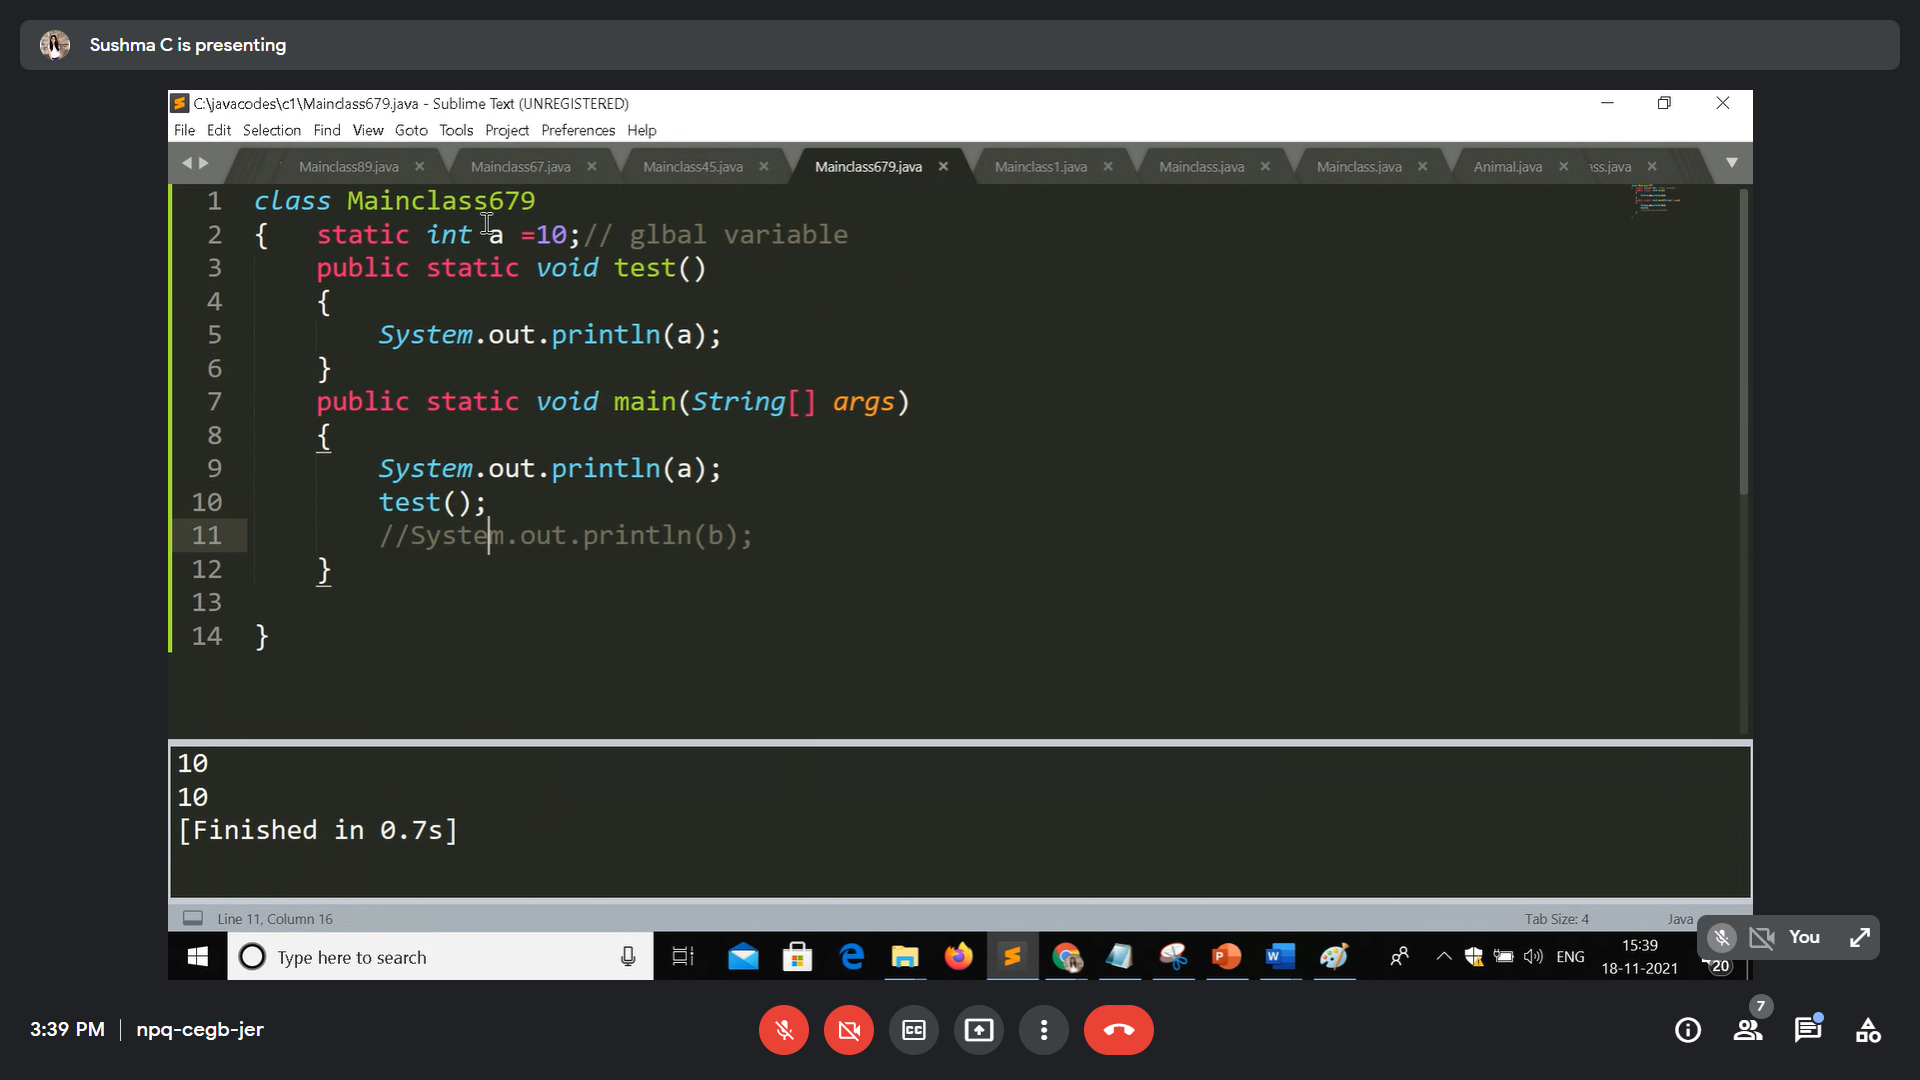 Sushma C is presenting
C:\javacodes\c1\Mainclass679.java - Sublime Text (UNREGISTERED)
File Edit Selection Find View Goto Tools Project Preferences Help
Mainclass89.java Mainclass67.java Mainclass45.java Mainclass679.java Mainclass1.java Mainclass.java Mainclass.java Animal.java ass.java
1 class Mainclass679
2 { static int a =10;// glbal variable
3 public static void test()
4 {
5 System.out.println(a);
6 }
7 public static void main(String[] args)
8 {
9 System.out.println(a);
10 test();
11 //System.out.println(b);
12 }
13
14 }
10
10
[Finished in 0.7s]
Line 11, Column 16 Tab Size: 4 Java
You
Type here to search
ENG
15:39
18-11-2021
20
3:39 PM npq-cegb-jer
CC
7